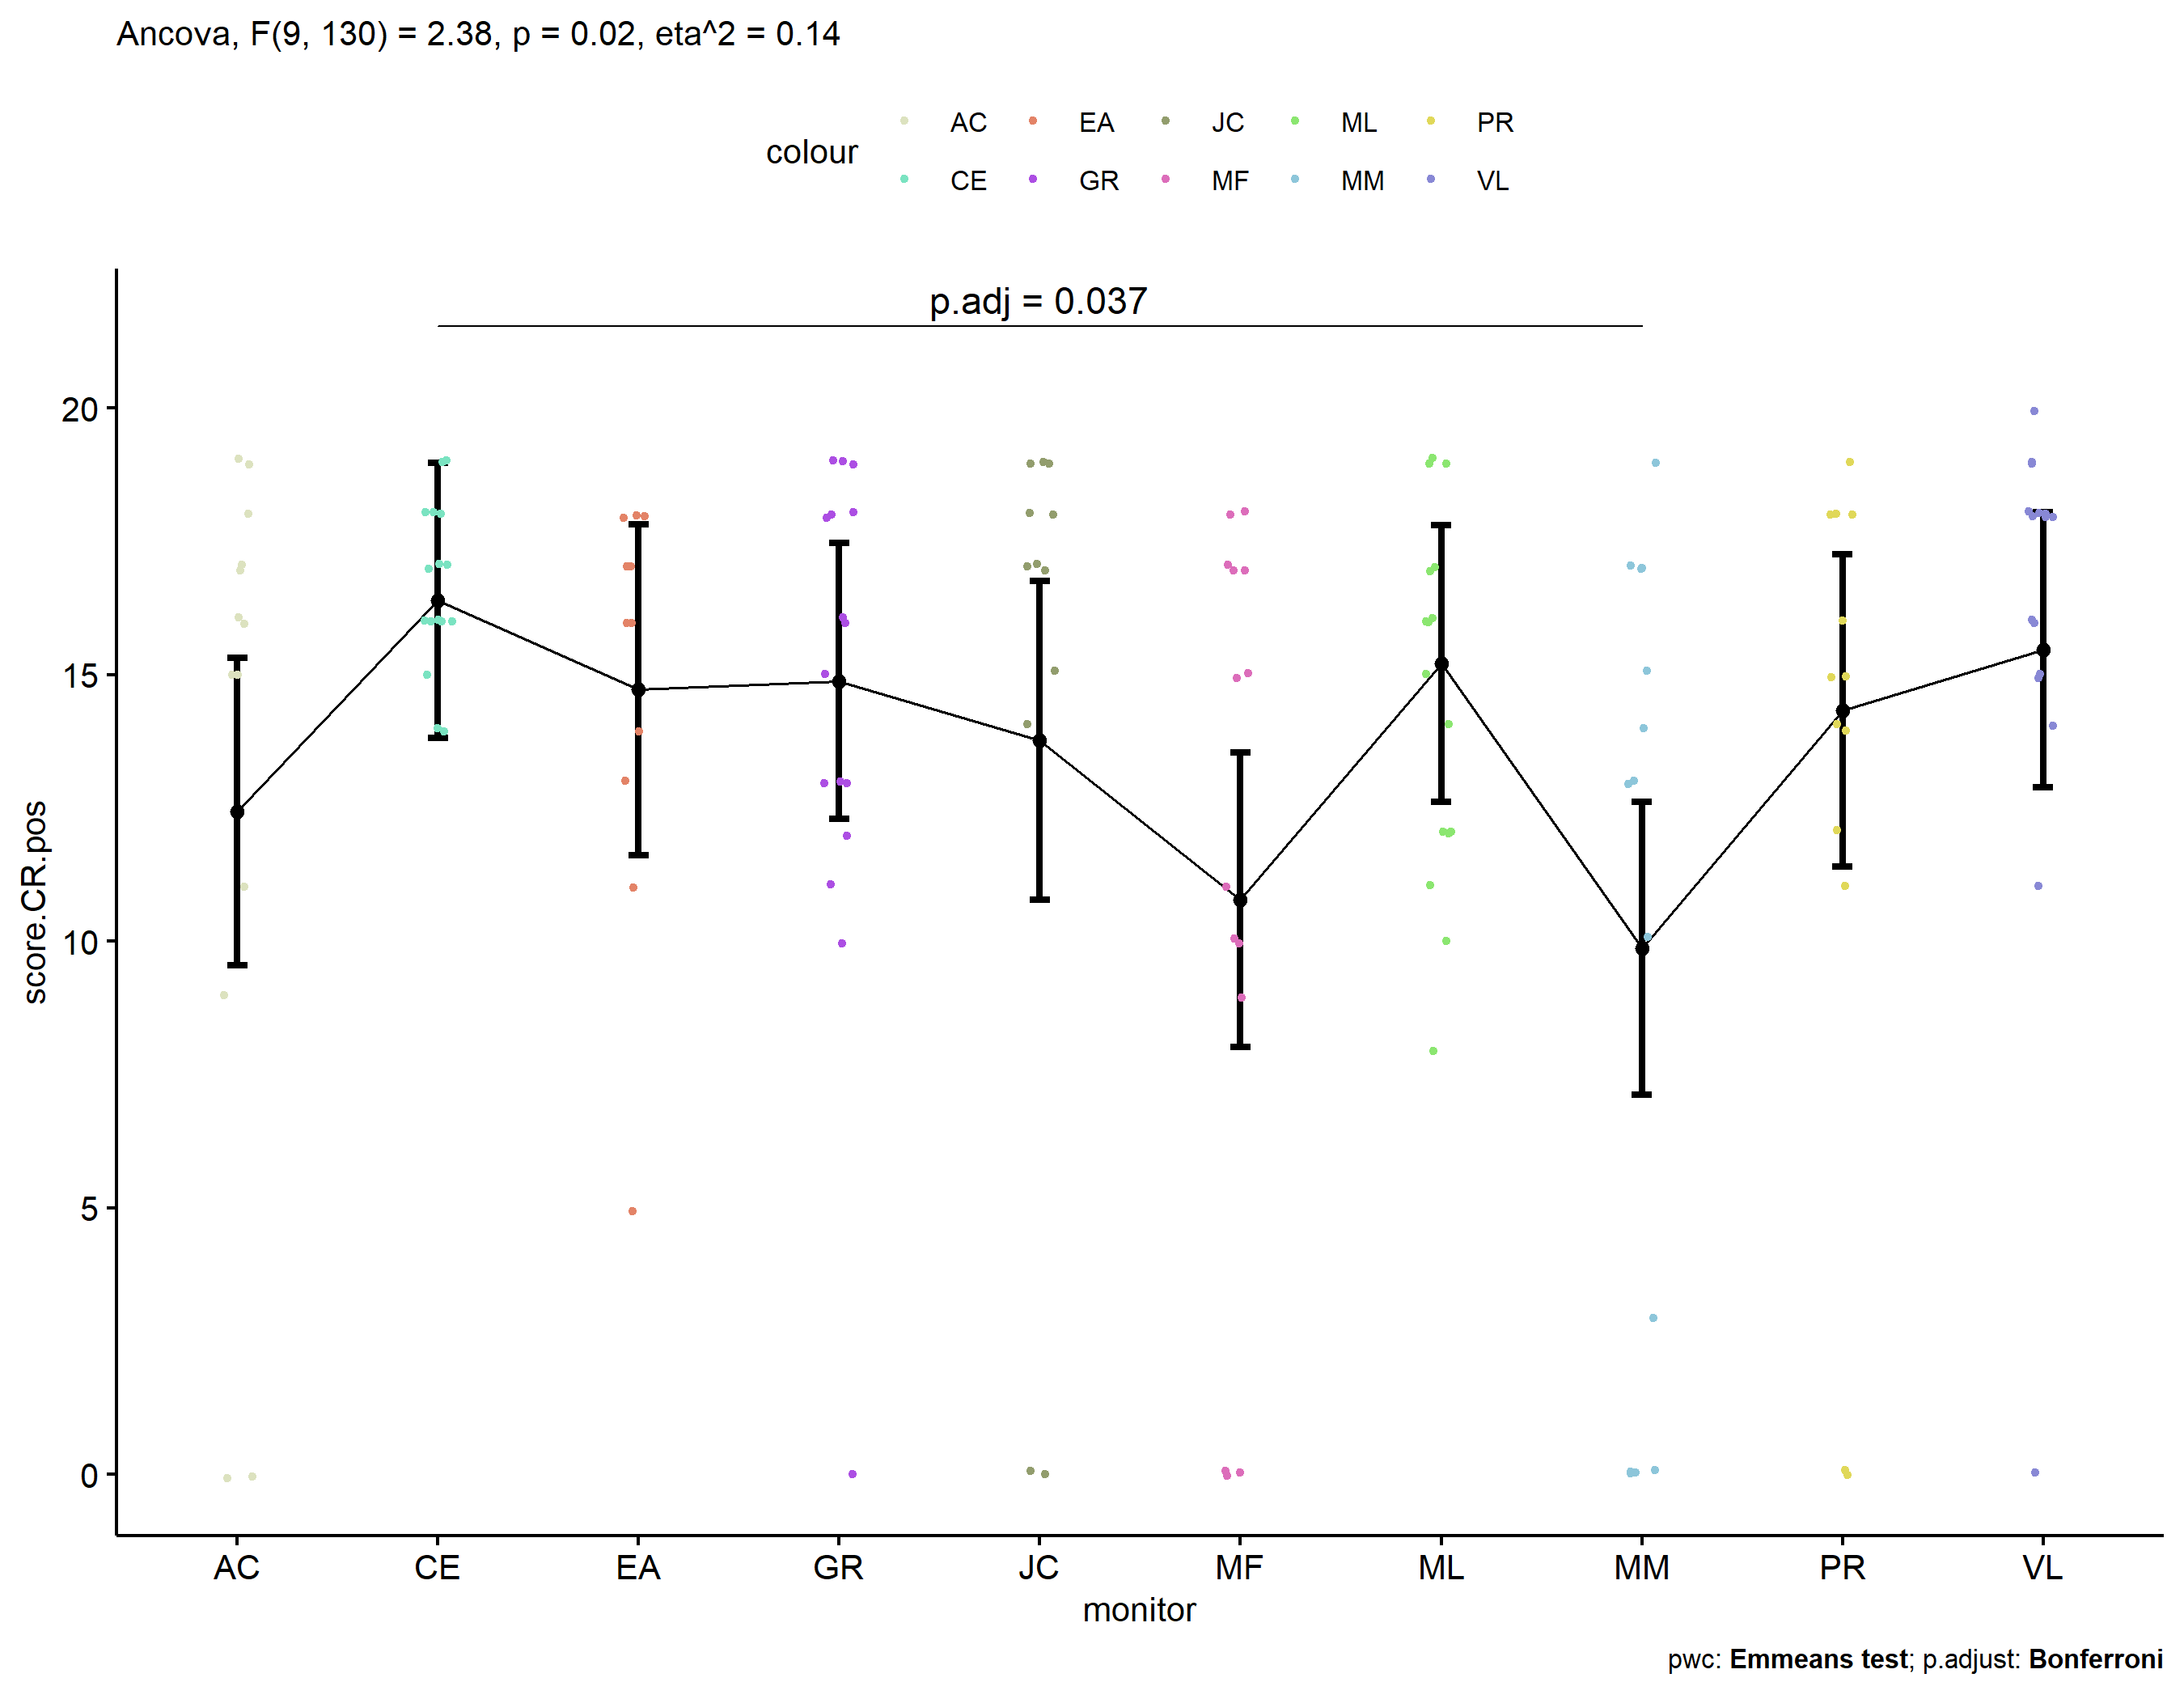 Ancova, F(9, 130) = 2.38, p = 0.02, eta^2 = 0.14
colour
AC EA JC ML PR
CE GR MF MM VL
p.adj = 0.037
20
15
10
5
0
score.CR.pos
AC CE EA GR JC MF ML MM PR VL
monitor
pwc: Emmeans test; p.adjust: Bonferroni